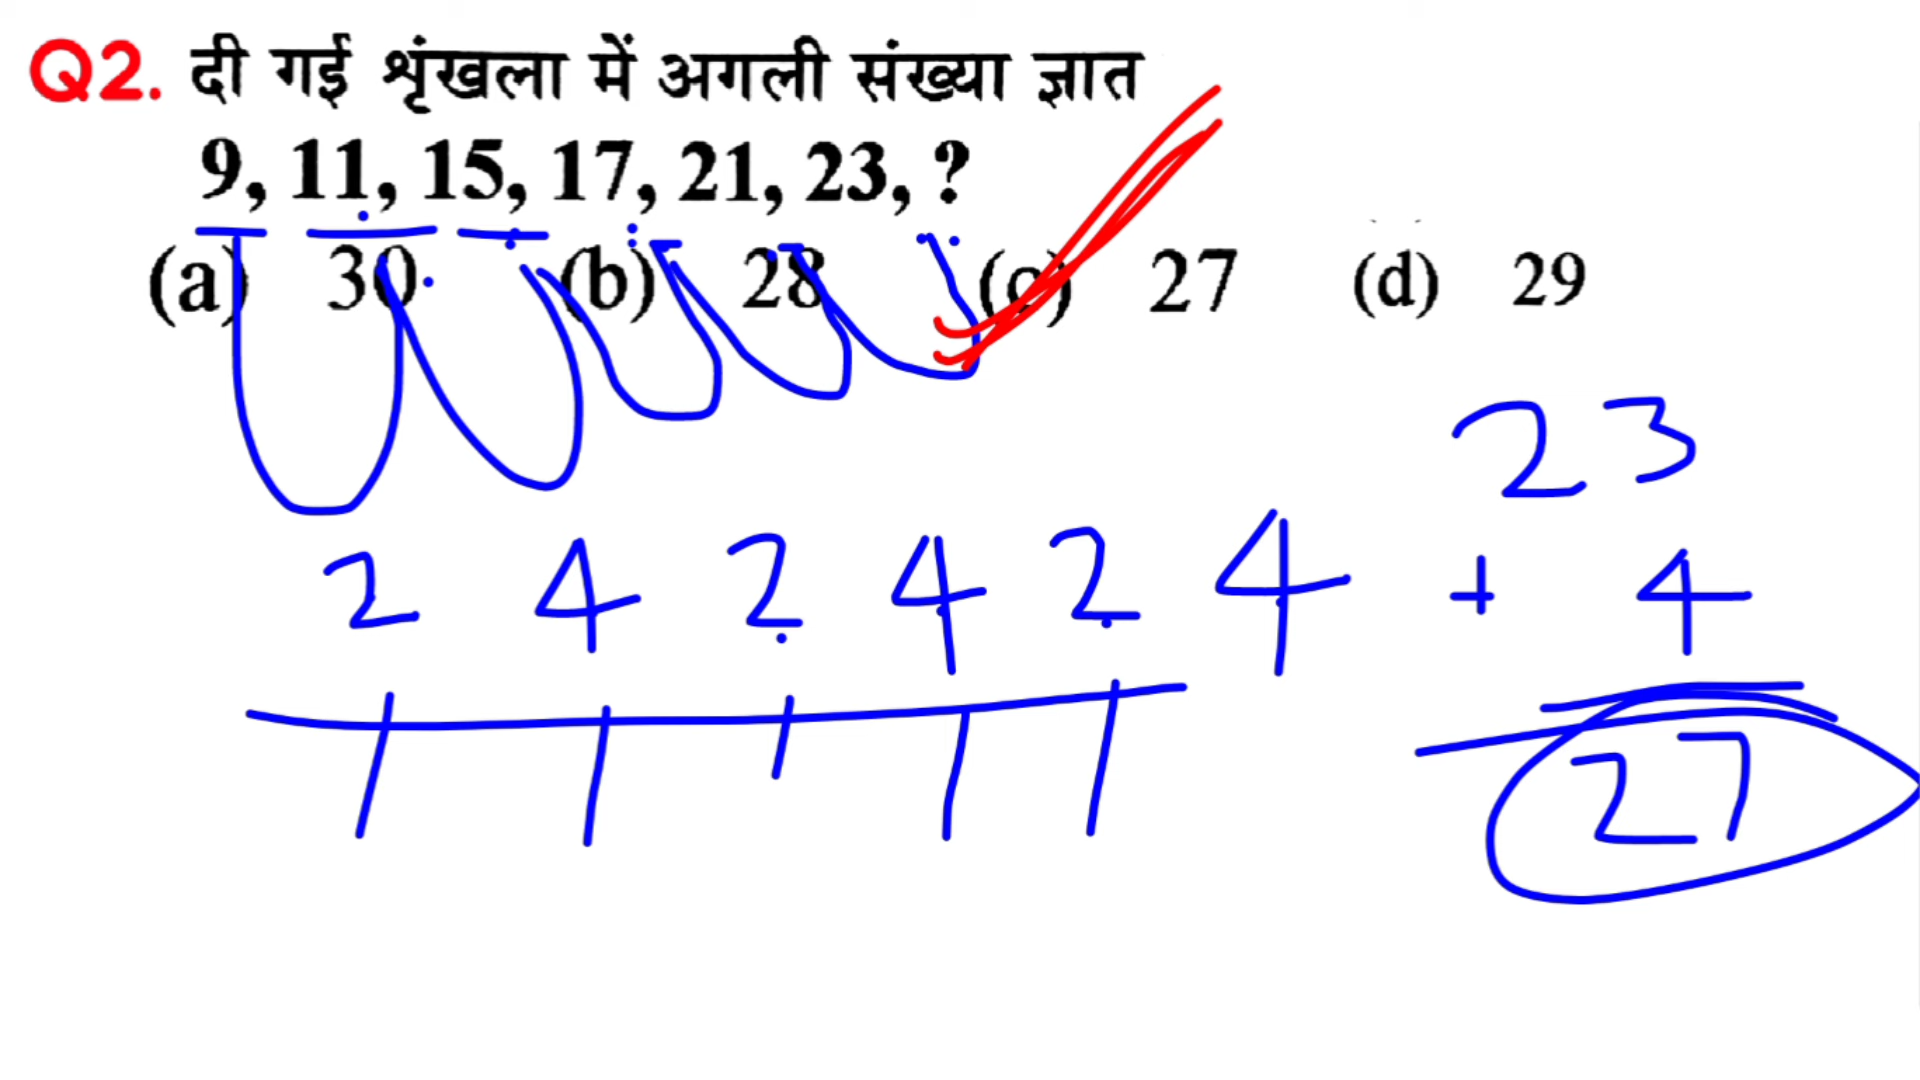 Q2. दी गई शृंखला में अगली संख्या ज्ञात
9, 11, 15, 17, 21, 23, ?
(a) 30 (b) 28 (c) 27 (d) 29
23
2 4 2 4 2 4 + 4
27